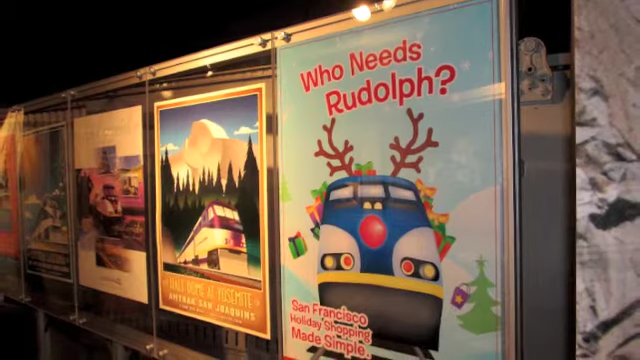 Who Needs
Rudolph?
HALF DOME AT YOSEMITE
AMTRAK SAN JOAQUINS
San Francisco
Holiday Shopping
Made Simple.